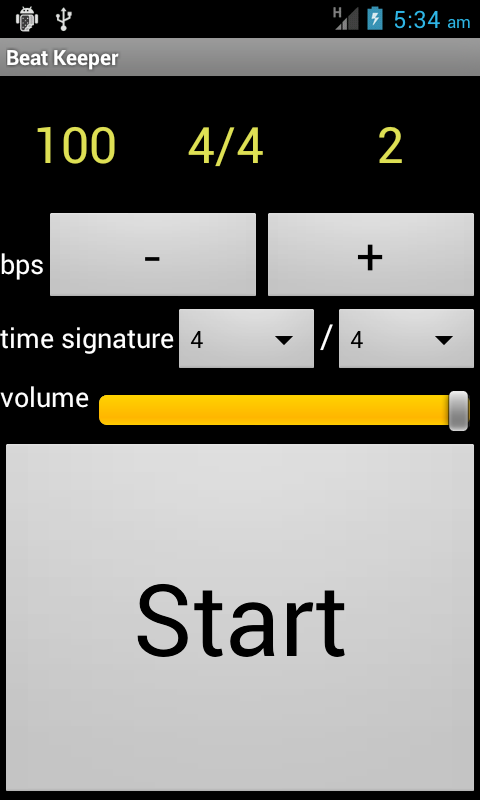 H 5:34 am
Beat Keeper
100 4/4 2
bps - +
time signature 4 / 4
volume
Start